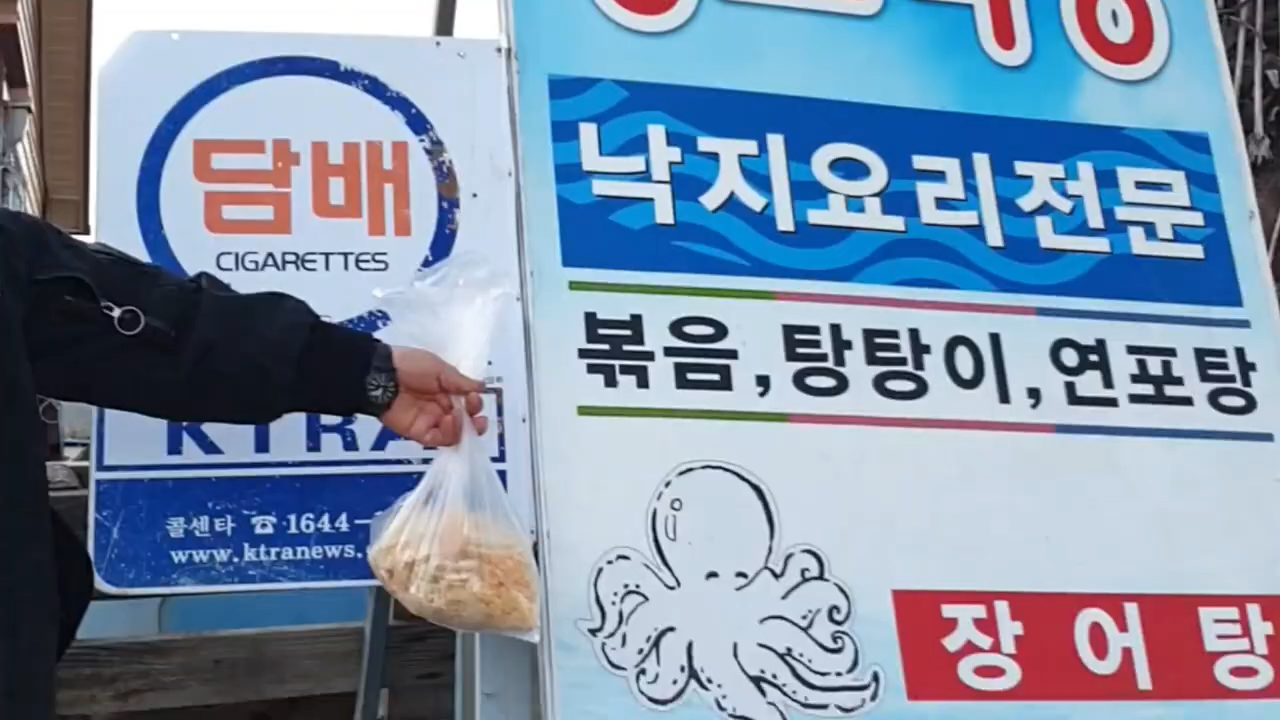 담배
CIGARETTES
콜센타 ☎ 1644-
www.ktranews.
낙지요리전문
볶음,탕탕이,연포탕
장어탕